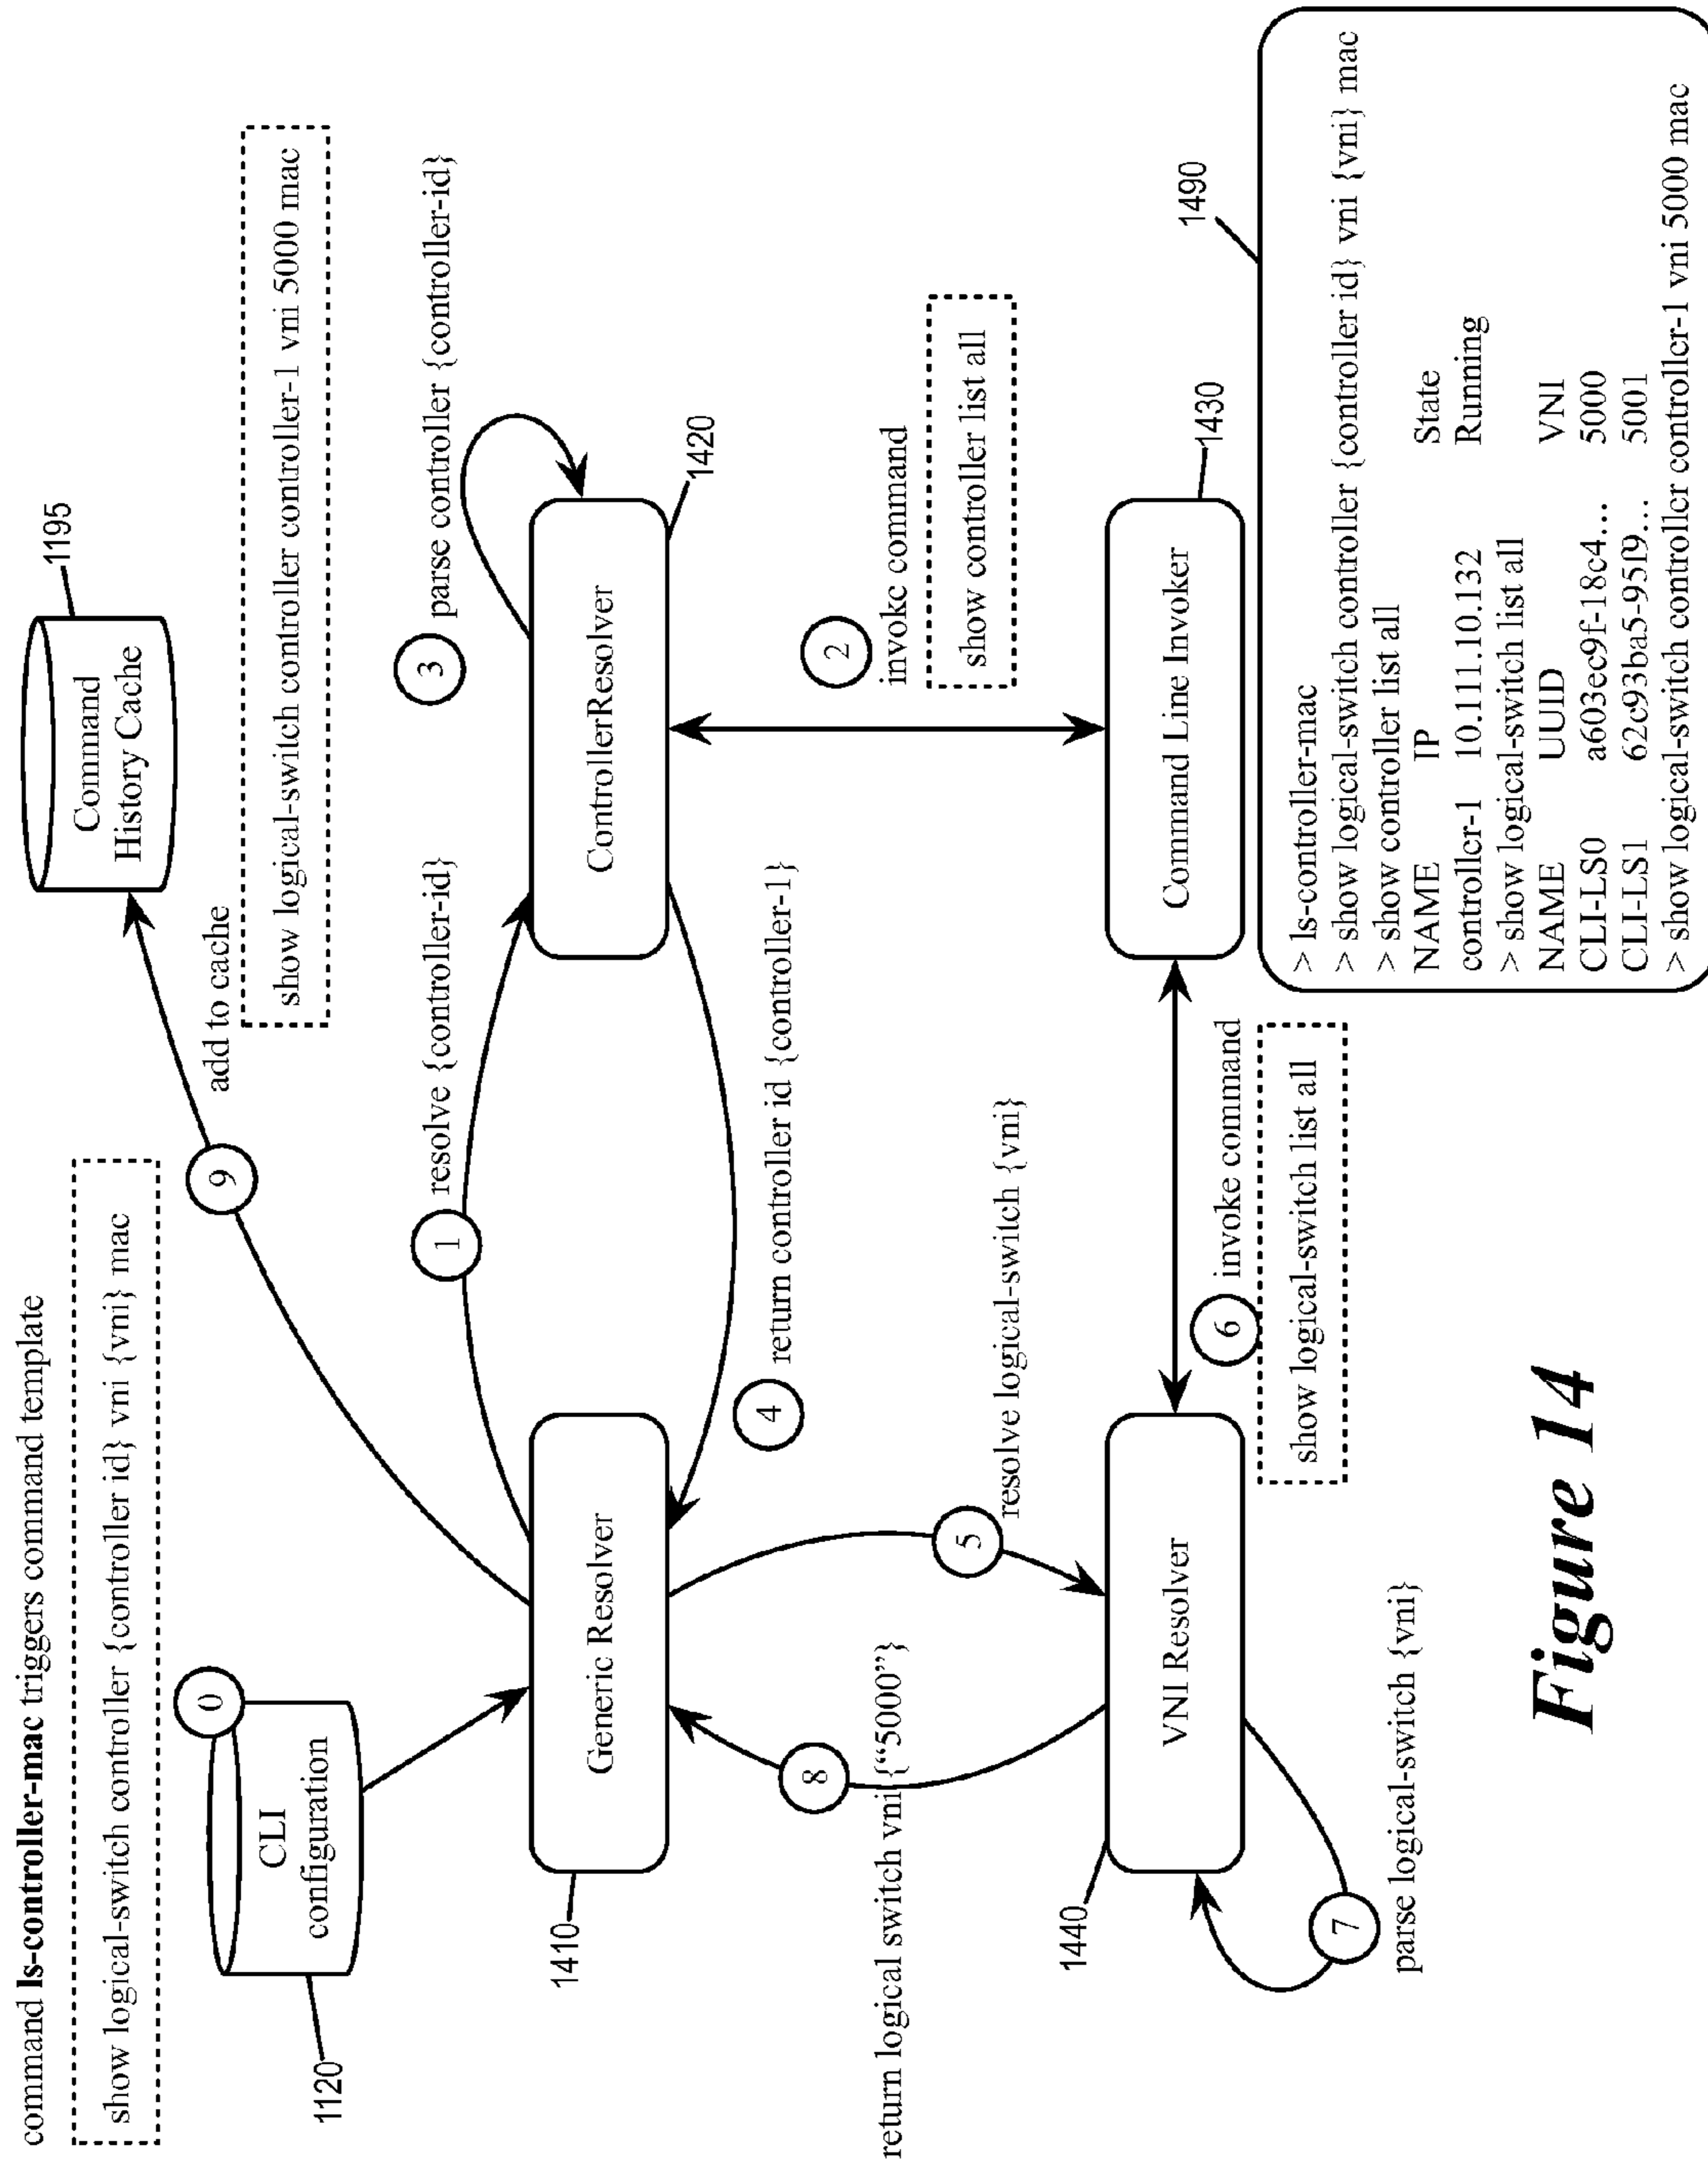 command ls-controller-mac triggers command template
show logical-switch controller {controller id} vni {vni} mac
0
CLI
configuration
1120
9
add to cache
Command
History Cache
1195
show logical-switch controller controller-1 vni 5000 mac
1
resolve {controller-id}
3
parse controller {controller-id}
Generic Resolver
1410
ControllerResolver
1420
4
return controller id {controller-1}
2
invoke command
show controller list all
return logical switch vni {“5000”}
8
5
resolve logical-switch {vni}
VNI Resolver
1440
6
invoke command
show logical-switch list all
Command Line Invoker
1430
7
parse logical-switch {vni}
1490
> ls-controller-mac
> show logical-switch controller {controller id} vni {vni} mac
> show controller list all
NAME IP State
controller-1 10.111.10.132 Running
> show logical-switch list all
NAME UUID VNI
CLI-LS0 a603ec9f-18c4... 5000
CLI-LS1 62c93ba5-95f9... 5001
> show logical-switch controller controller-1 vni 5000 mac
Figure 14